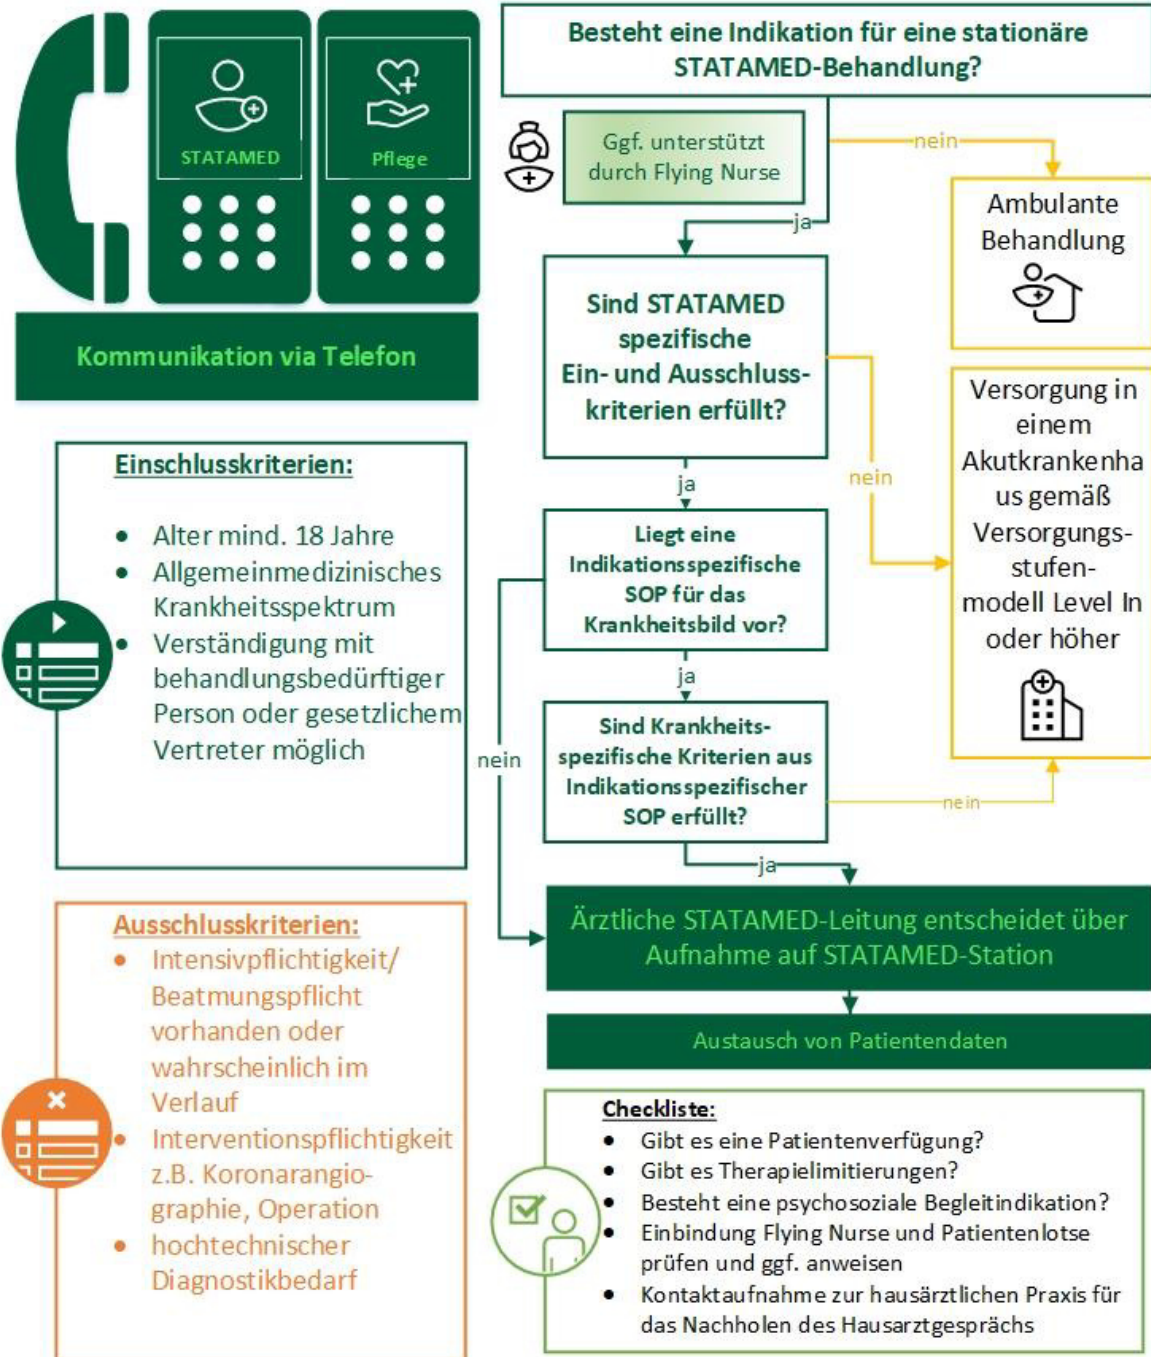 STATAMED
Pflege
Kommunikation via Telefon
Besteht eine Indikation für eine stationäre
STATAMED-Behandlung?
Ggf. unterstützt
durch Flying Nurse
nein
ja
Ambulante
Behandlung
Sind STATAMED
spezifische
Ein- und Ausschluss-
kriterien erfüllt?
nein
ja
Versorgung in
einem
Akutkrankenha
us gemäß
Versorgungs-
stufen-
modell Level In
oder höher
Liegt eine
Indikationsspezifische
SOP für das
Krankheitsbild vor?
ja
nein
Sind Krankheits-
spezifische Kriterien aus
Indikationsspezifischer
SOP erfüllt?
nein
ja
Ärztliche STATAMED-Leitung entscheidet über
Aufnahme auf STATAMED-Station
Austausch von Patientendaten
Einschlusskriterien:
• Alter mind. 18 Jahre
• Allgemeinmedizinisches
Krankheitsspektrum
• Verständigung mit
behandlungsbedürftiger
Person oder gesetzlichem
Vertreter möglich
Ausschlusskriterien:
• Intensivpflichtigkeit/
Beatmungspflicht
vorhanden oder
wahrscheinlich im
Verlauf
• Interventionspflichtigkeit
z.B. Koronarangio-
graphie, Operation
• hochtechnischer
Diagnostikbedarf
Checkliste:
• Gibt es eine Patientenverfügung?
• Gibt es Therapielimitierungen?
• Besteht eine psychosoziale Begleitindikation?
• Einbindung Flying Nurse und Patientenlotse
prüfen und ggf. anweisen
• Kontaktaufnahme zur hausärztlichen Praxis für
das Nachholen des Hausarztgesprächs